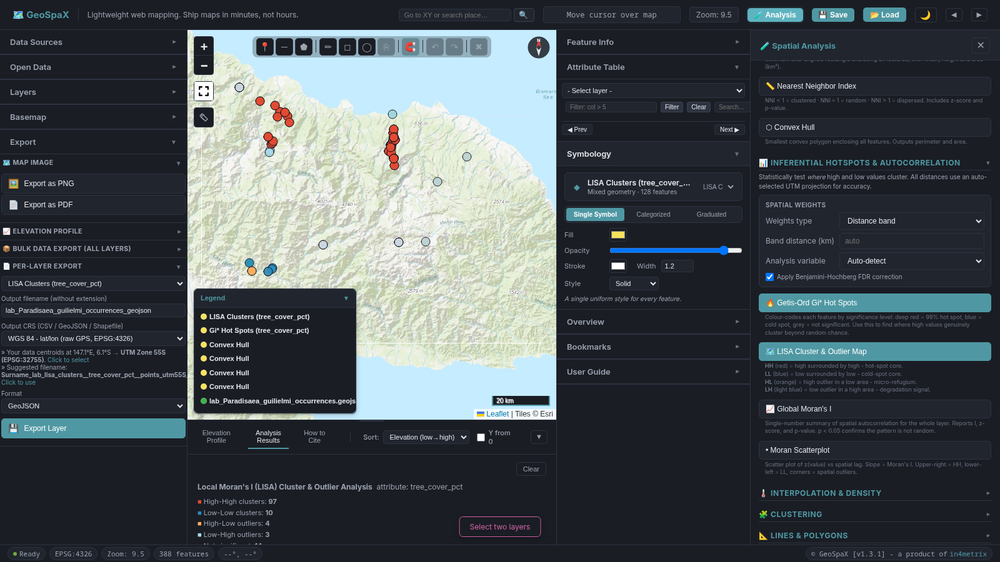 🗺️ GeoSpaX
Lightweight web mapping. Ship maps in minutes, not hours.
Go to XY or search place…
Move cursor over map
Zoom: 9.5
Analysis
Save
Load
Data Sources
Open Data
Layers
Basemap
Export
MAP IMAGE
Export as PNG
Export as PDF
ELEVATION PROFILE
BULK DATA EXPORT (ALL LAYERS)
PER-LAYER EXPORT
LISA Clusters (tree_cover_pct)
Output filename (without extension)
lab_Paradisaea_guilielmi_occurrences_geojson
Output CRS (CSV / GeoJSON / Shapefile)
WGS 84 - lat/lon (raw GPS, EPSG:4326)
» Your data centroids at 147.1°E, 6.1°S → UTM Zone 55S
(EPSG:32755). Click to select
» Suggested filename:
Surname_lab_lisa_clusters__tree_cover_pct__points_utm55S_
Click to use
Format
GeoJSON
Export Layer
N
Bismarck
Sea
636 m
4025 m
4140 m
2574 m
2579 m
20 km
Leaflet | Tiles © Esri
Legend
LISA Clusters (tree_cover_pct)
Gi* Hot Spots (tree_cover_pct)
Convex Hull
Convex Hull
Convex Hull
Convex Hull
lab_Paradisaea_guilielmi_occurrences.geojs
Elevation
Profile
Analysis
Results
How to
Cite
Sort:
Elevation (low→high)
Y from
0
Clear
Local Moran's I (LISA) Cluster & Outlier Analysis attribute: tree_cover_pct
High-High clusters: 97
Low-Low clusters: 10
High-Low outliers: 4
Low-High outliers: 3
Select two layers
Feature Info
Attribute Table
- Select layer -
Filter: col > 5
Filter
Clear
Search...
◀ Prev
Next ▶
Symbology
LISA Clusters (tree_cover_...
Mixed geometry · 128 features
LISA C
Single Symbol
Categorized
Graduated
Fill
Opacity
Stroke
Width
1.2
Style
Solid
A single uniform style for every feature.
Overview
Bookmarks
User Guide
Spatial Analysis
(km²).
Nearest Neighbor Index
NNI < 1 = clustered · NNI ≈ 1 = random · NNI > 1 = dispersed. Includes z-score and
p-value.
Convex Hull
Smallest convex polygon enclosing all features. Outputs perimeter and area.
INFERENTIAL HOTSPOTS & AUTOCORRELATION
Statistically test where high and low values cluster. All distances use an auto-
selected UTM projection for accuracy.
SPATIAL WEIGHTS
Weights type
Distance band
Band distance (km)
auto
Analysis variable
Auto-detect
Apply Benjamini-Hochberg FDR correction
Getis-Ord Gi* Hot Spots
Colour-codes each feature by significance level: deep red = 99% hot spot, blue =
cold spot, grey = not significant. Use this to find where high values genuinely
cluster beyond random chance.
LISA Cluster & Outlier Map
HH (red) = high surrounded by high - hot-spot core.
LL (blue) = low surrounded by low - cold-spot core.
HL (orange) = high outlier in a low area - micro-refugium.
LH (light blue) = low outlier in a high area - degradation signal.
Global Moran's I
Single-number summary of spatial autocorrelation for the whole layer. Reports I, z-
score, and p-value. p < 0.05 confirms the pattern is not random.
• Moran Scatterplot
Scatter plot of z(value) vs spatial lag. Slope = Moran's I. Upper-right = HH, lower-
left = LL, corners = spatial outliers.
INTERPOLATION & DENSITY
CLUSTERING
LINES & POLYGONS
Ready
EPSG:4326
Zoom: 9.5
388 features
--°, --°
© GeoSpaX [v1.3.1] - a product of in4metrix